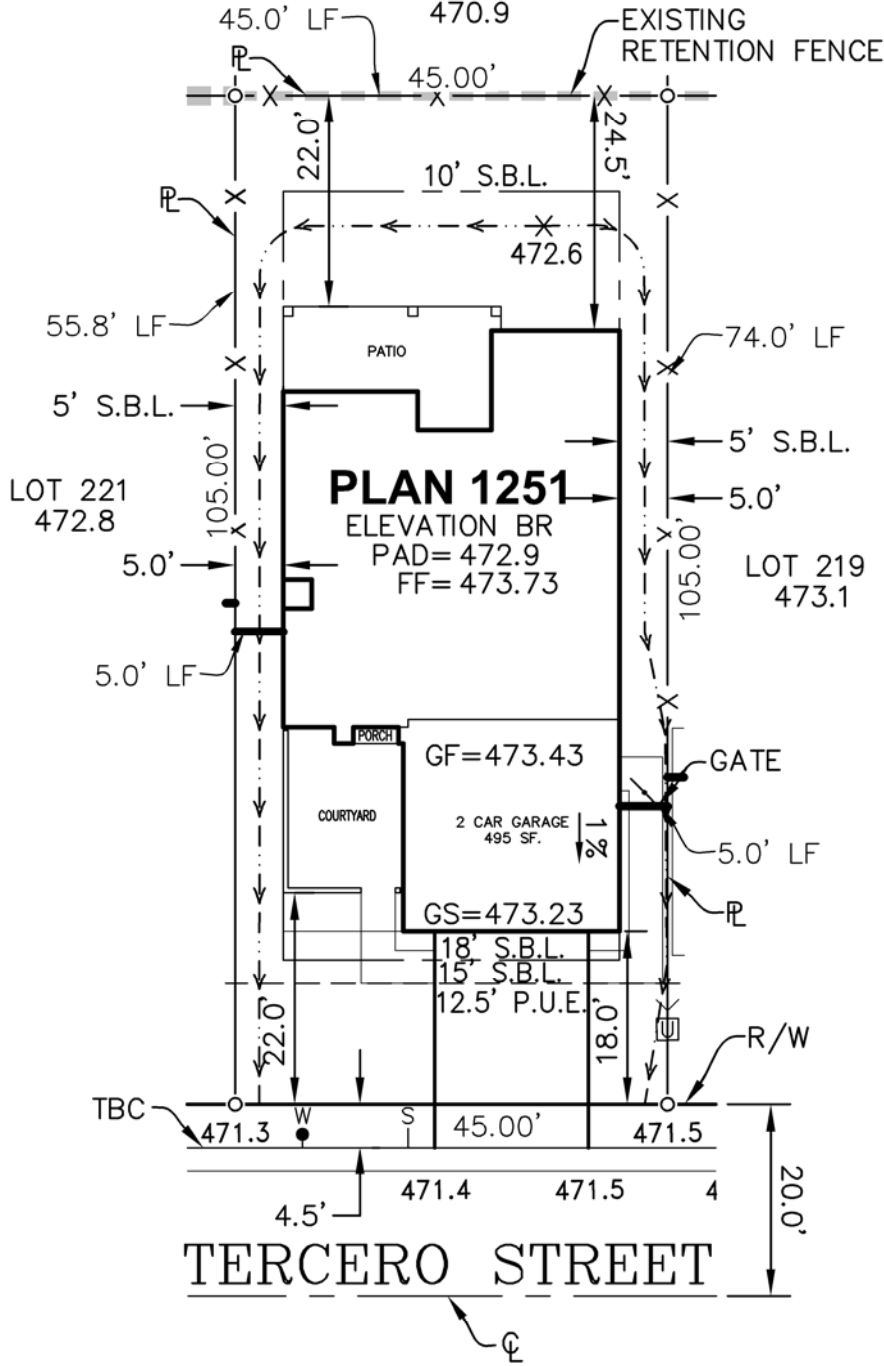 45.0' LF
470.9
EXISTING
RETENTION FENCE
PL
45.00'
22.0'
24.5'
10' S.B.L.
PL
472.6
55.8' LF
74.0' LF
PATIO
5' S.B.L.
5' S.B.L.
105.00'
LOT 221
472.8
PLAN 1251
ELEVATION BR
PAD= 472.9
FF= 473.73
5.0'
5.0'
105.00'
LOT 219
473.1
5.0' LF
PORCH
GF=473.43
GATE
COURTYARD
2 CAR GARAGE
495 SF.
1%
5.0' LF
PL
GS=473.23
18' S.B.L.
15' S.B.L.
12.5' P.U.E.
22.0'
18.0'
U
R/W
TBC
471.3
W
S
45.00'
471.5
4.5'
471.4
471.5
4
20.0'
TERCERO STREET
CL